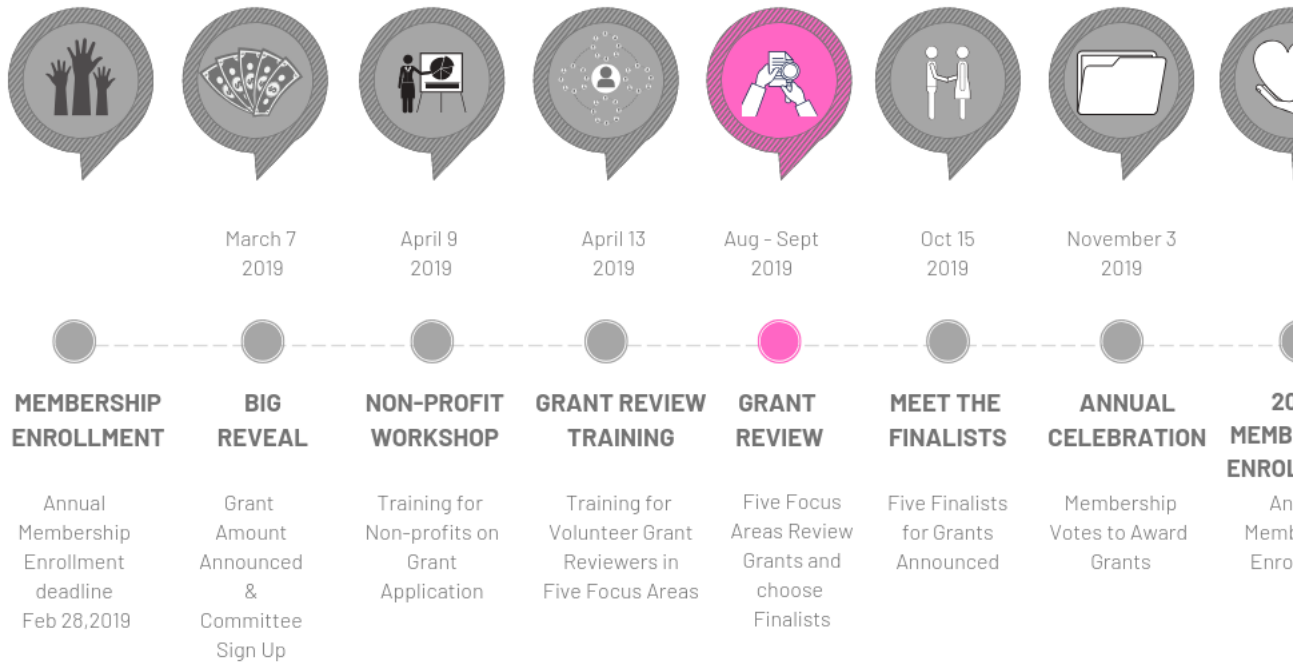 March 7
2019
April 9
2019
April 13
2019
Aug - Sept
2019
Oct 15
2019
November 3
2019
MEMBERSHIP
ENROLLMENT
Annual
Membership
Enrollment
deadline
Feb 28,2019
BIG
REVEAL
Grant
Amount
Announced
&
Committee
Sign Up
NON-PROFIT
WORKSHOP
Training for
Non-profits on
Grant
Application
GRANT REVIEW
TRAINING
Training for
Volunteer Grant
Reviewers in
Five Focus Areas
GRANT
REVIEW
Five Focus
Areas Review
Grants and
choose
Finalists
MEET THE
FINALISTS
Five Finalists
for Grants
Announced
ANNUAL
CELEBRATION
Membership
Votes to Award
Grants